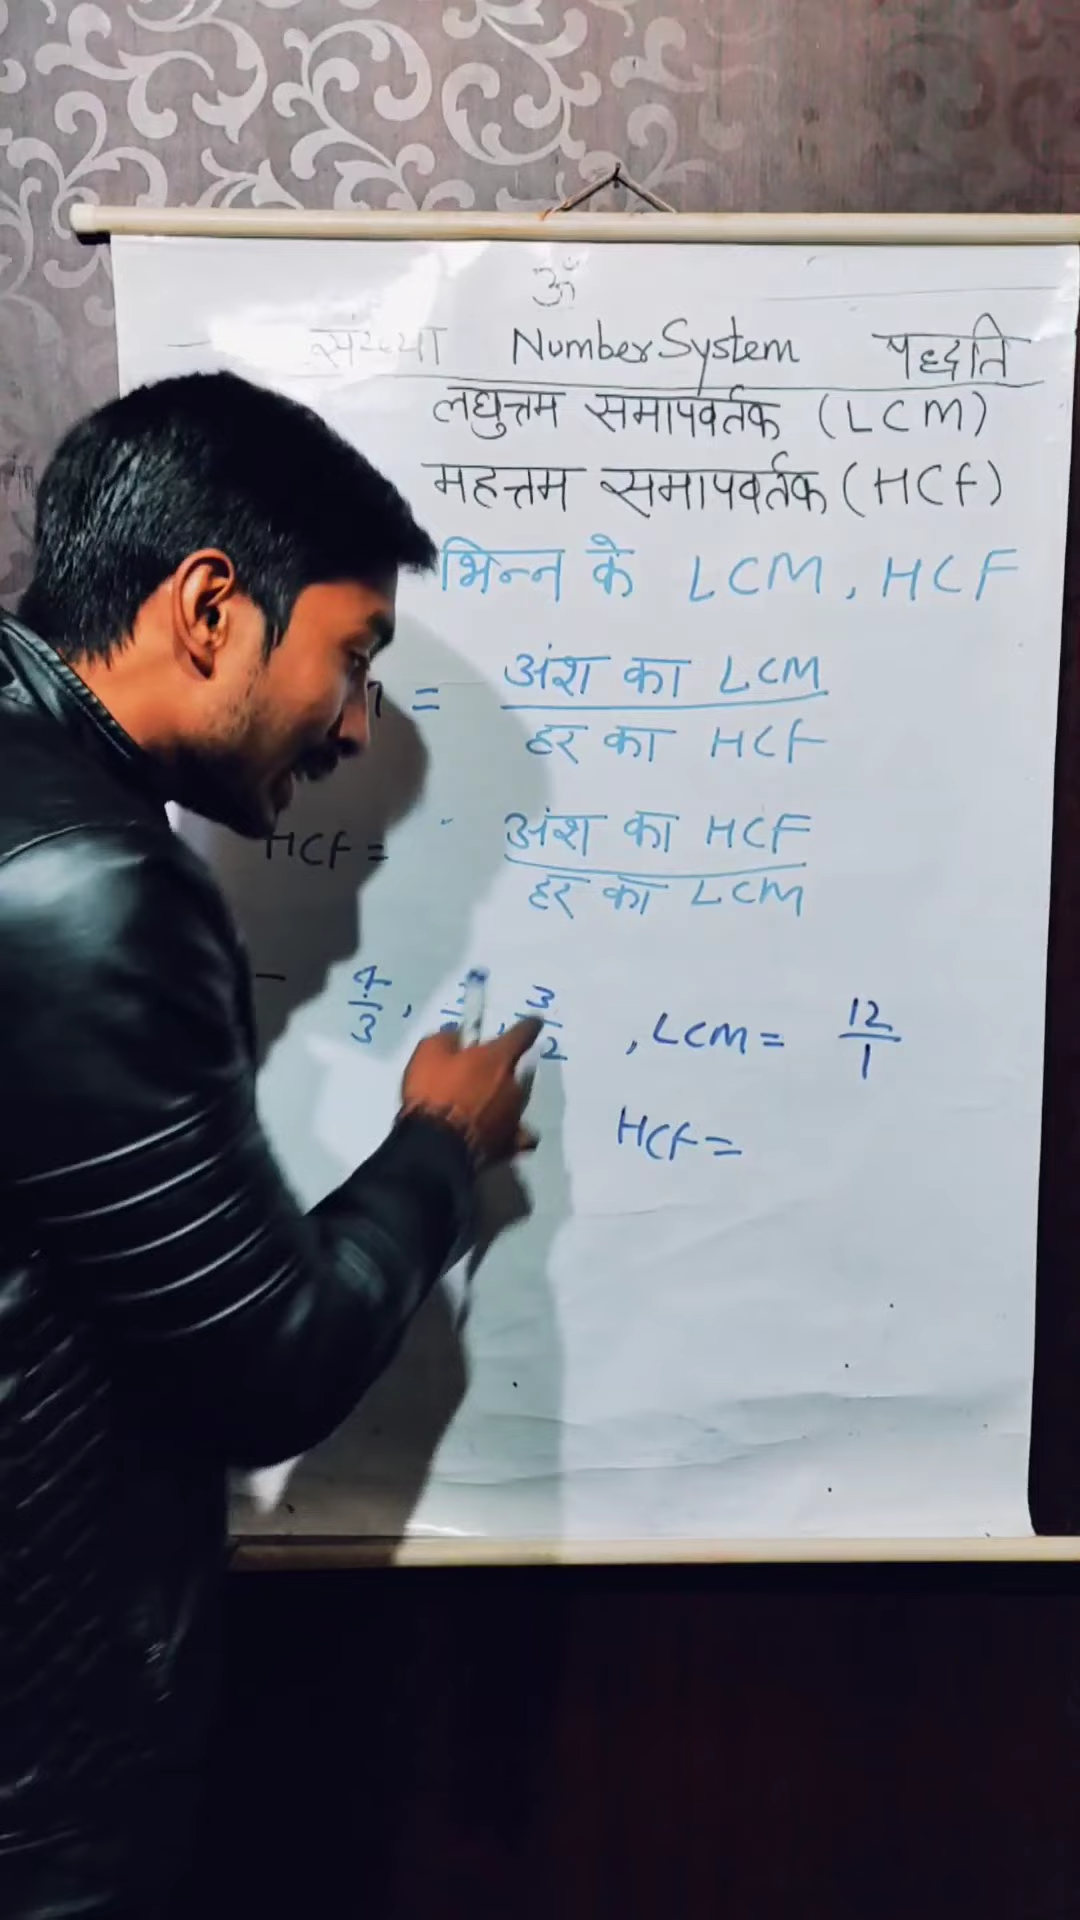 ॐ
संख्या Number System पद्धति
लघुत्तम समापवर्तक (LCM)
महत्तम समापवर्तक (HCF)
भिन्न के LCM, HCF
= अंश का LCM
हर का HCF
HCF = अंश का HCF
हर का LCM
4/3, 3/2, LCM = 12/1
HCF =